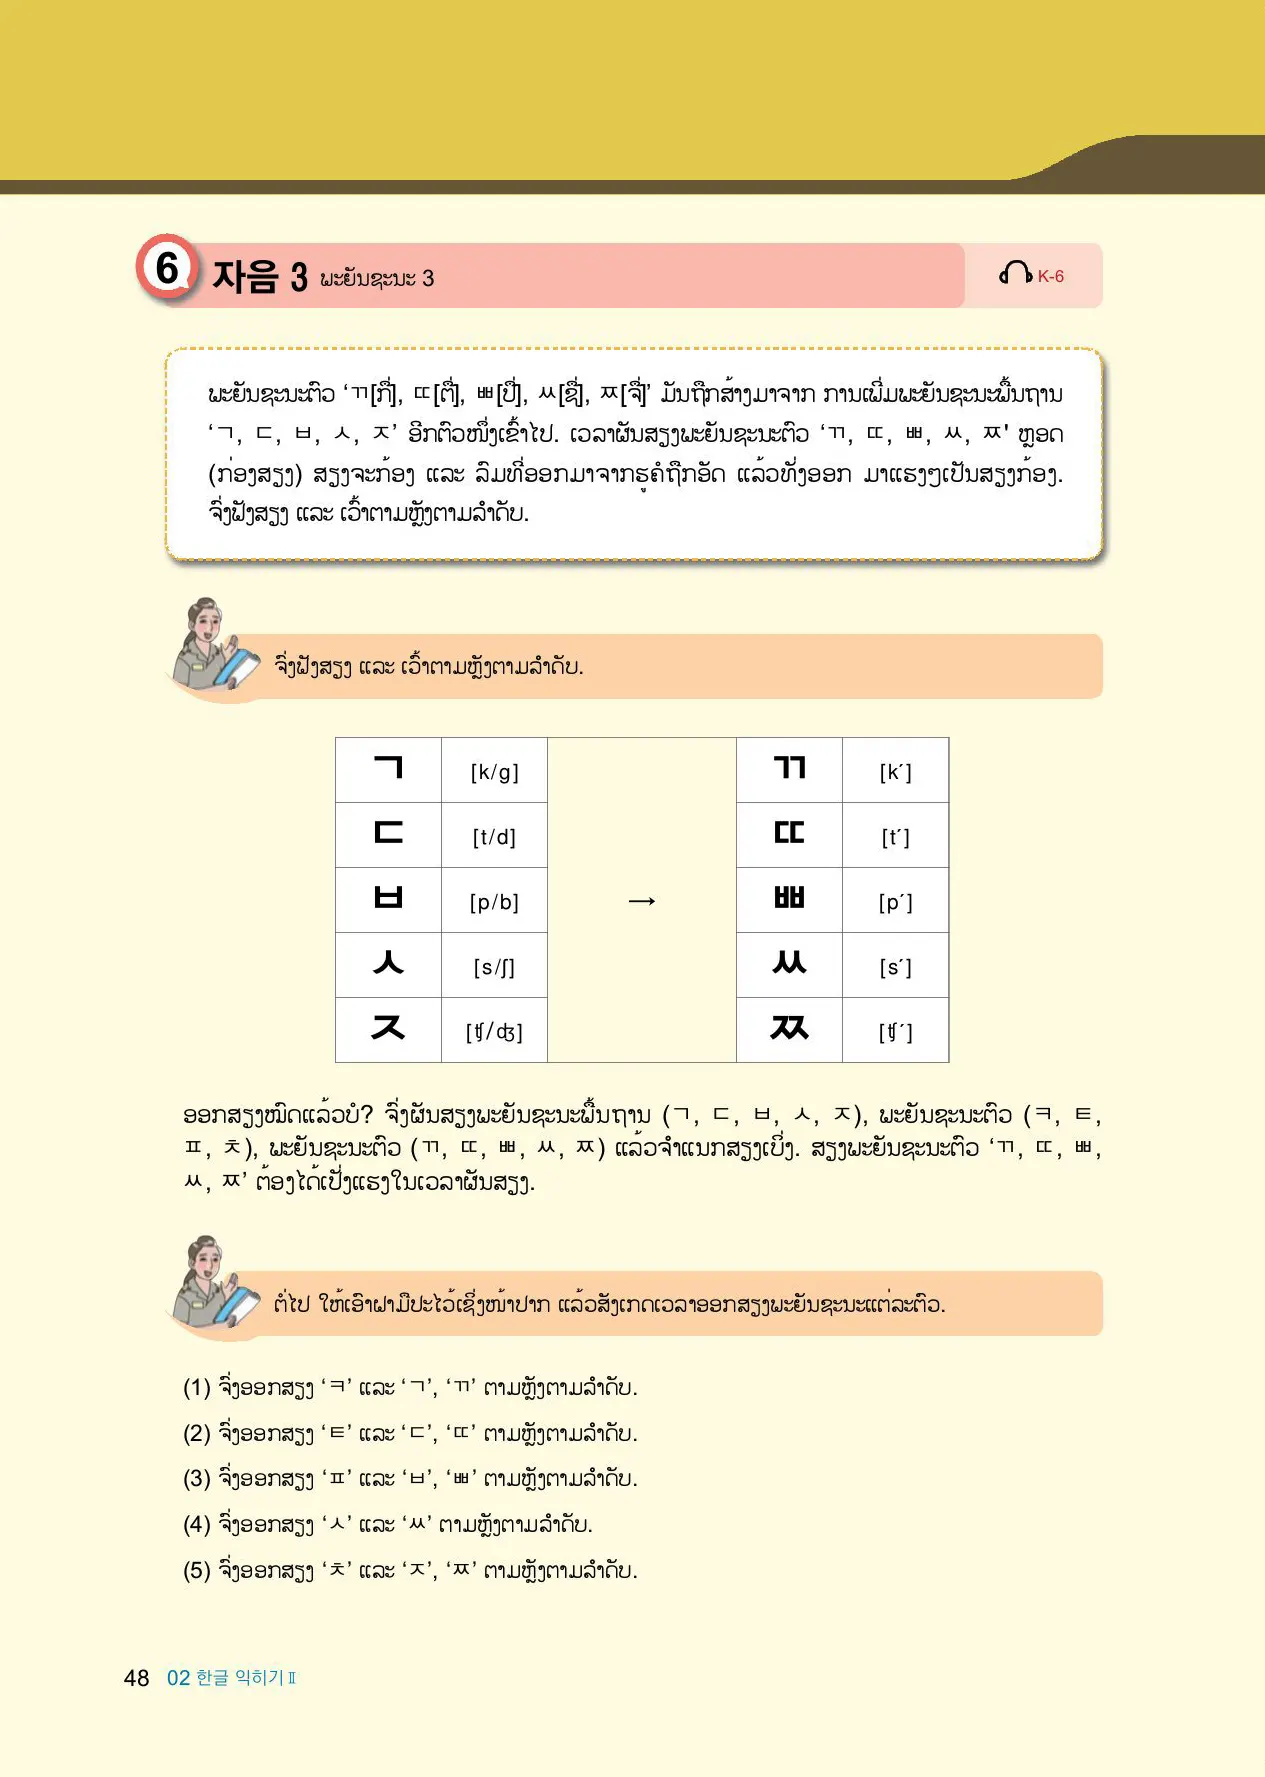 6 자음 3 ພະຍັນຊະນະ 3
K-6
ພະຍັນຊະນະຕົວ ‘ㄲ[ກື່], ㄸ[ຕື່], ㅃ[ປື່], ㅆ[ຊື່], ㅉ[ຈື່]’ ມັນຖືກສ້າງມາຈາກ ການເພີ່ມພະຍັນຊະນະພື້ນຖານ
‘ㄱ, ㄷ, ㅂ, ㅅ, ㅈ’ ອີກຕົວໜຶ່ງເຂົ້າໄປ. ເວລາຜັນສຽງພະຍັນຊະນະຕົວ ‘ㄲ, ㄸ, ㅃ, ㅆ, ㅉ' ຫຼອດ
(ກ່ອງສຽງ) ສຽງຈະກ້ອງ ແລະ ລົມທີ່ອອກມາຈາກຮູຄໍຖືກອັດ ແລ້ວທັ່ງອອກ ມາແຮງໆເປັນສຽງກ້ອງ.
ຈົ່ງຟັງສຽງ ແລະ ເວົ້າຕາມຫຼັງຕາມລຳດັບ.
ຈົ່ງຟັງສຽງ ແລະ ເວົ້າຕາມຫຼັງຕາມລຳດັບ.
ㄱ [k/g] ㄲ [k´]
ㄷ [t/d] ㄸ [t´]
ㅂ [p/b] → ㅃ [p´]
ㅅ [s/ʃ] ㅆ [s´]
ㅈ [ʧ/ʤ] ㅉ [ʧ´]
ອອກສຽງໝົດແລ້ວບໍ? ຈົ່ງຜັນສຽງພະຍັນຊະນະພື້ນຖານ (ㄱ, ㄷ, ㅂ, ㅅ, ㅈ), ພະຍັນຊະນະຕົວ (ㅋ, ㅌ,
ㅍ, ㅊ), ພະຍັນຊະນະຕົວ (ㄲ, ㄸ, ㅃ, ㅆ, ㅉ) ແລ້ວຈຳແນກສຽງເບິ່ງ. ສຽງພະຍັນຊະນະຕົວ ‘ㄲ, ㄸ, ㅃ,
ㅆ, ㅉ’ ຕ້ອງໄດ້ເປັ່ງແຮງໃນເວລາຜັນສຽງ.
ຕໍ່ໄປ ໃຫ້ເອົາຝາມືປະໄວ້ເຊິ່ງໜ້າປາກ ແລ້ວສັງເກດເວລາອອກສຽງພະຍັນຊະນະແຕ່ລະຕົວ.
(1) ຈົ່ງອອກສຽງ ‘ㅋ’ ແລະ ‘ㄱ’, ‘ㄲ’ ຕາມຫຼັງຕາມລຳດັບ.
(2) ຈົ່ງອອກສຽງ ‘ㅌ’ ແລະ ‘ㄷ’, ‘ㄸ’ ຕາມຫຼັງຕາມລຳດັບ.
(3) ຈົ່ງອອກສຽງ ‘ㅍ’ ແລະ ‘ㅂ’, ‘ㅃ’ ຕາມຫຼັງຕາມລຳດັບ.
(4) ຈົ່ງອອກສຽງ ‘ㅅ’ ແລະ ‘ㅆ’ ຕາມຫຼັງຕາມລຳດັບ.
(5) ຈົ່ງອອກສຽງ ‘ㅊ’ ແລະ ‘ㅈ’, ‘ㅉ’ ຕາມຫຼັງຕາມລຳດັບ.
48 02 한글 익히기 Ⅱ